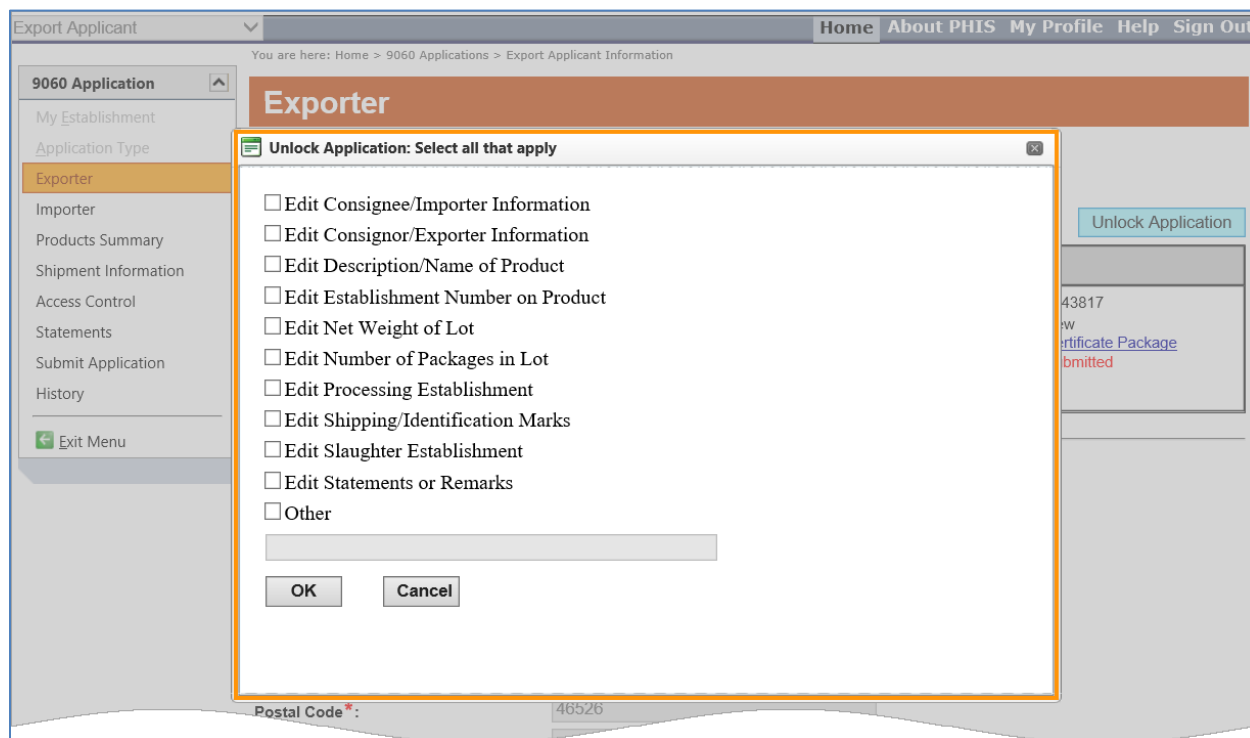 Export Applicant
Home About PHIS My Profile Help Sign Out
You are here: Home > 9060 Applications > Export Applicant Information
9060 Application
My Establishment
Application Type
Exporter
Importer
Products Summary
Shipment Information
Access Control
Statements
Submit Application
History
Exit Menu
Exporter
Unlock Application: Select all that apply
Edit Consignee/Importer Information
Edit Consignor/Exporter Information
Edit Description/Name of Product
Edit Establishment Number on Product
Edit Net Weight of Lot
Edit Number of Packages in Lot
Edit Processing Establishment
Edit Shipping/Identification Marks
Edit Slaughter Establishment
Edit Statements or Remarks
Other
OK Cancel
Unlock Application
43817
ew
ertificate Package
bmitted
Postal Code*: 46526